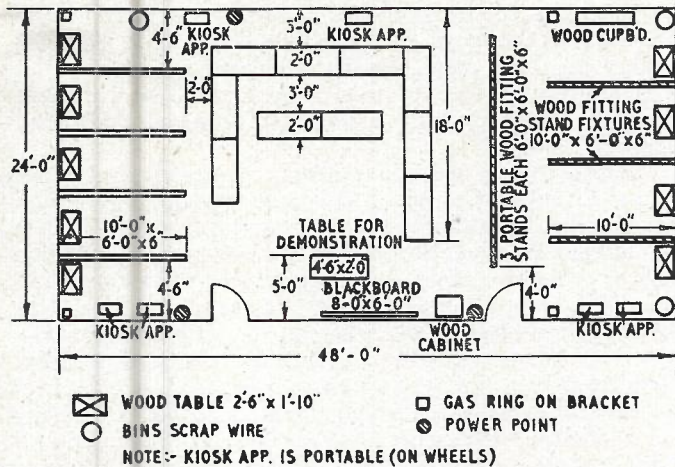 BINS
KIOSK
APP.
KIOSK
APP.
WOOD CUPB'D.
4'-6"
3'-0"
2'-0"
2'-0"
3'-0"
2'-0"
18'-0"
3 PORTABLE WOOD FITTING
STANDS EACH 6'-0"x 6'-0"x6"
WOOD FITTING
STAND FIXTURES
10'-0"x 6'-0"x 6"
24'-0"
10'-0"x
6'-0"x6"
10'-0"
TABLE FOR
DEMONSTRATION
4'-6"x2'-0"
4'-6"
5'-0"
BLACKBOARD
8'-0"x6'-0"
4'-0"
KIOSK APP.
WOOD
CABINET
KIOSK APP.
48'-0"
WOOD TABLE 2'-6"x 1'-10"
GAS RING ON BRACKET
BINS SCRAP WIRE
POWER POINT
NOTE:- KIOSK APP. IS PORTABLE (ON WHEELS)